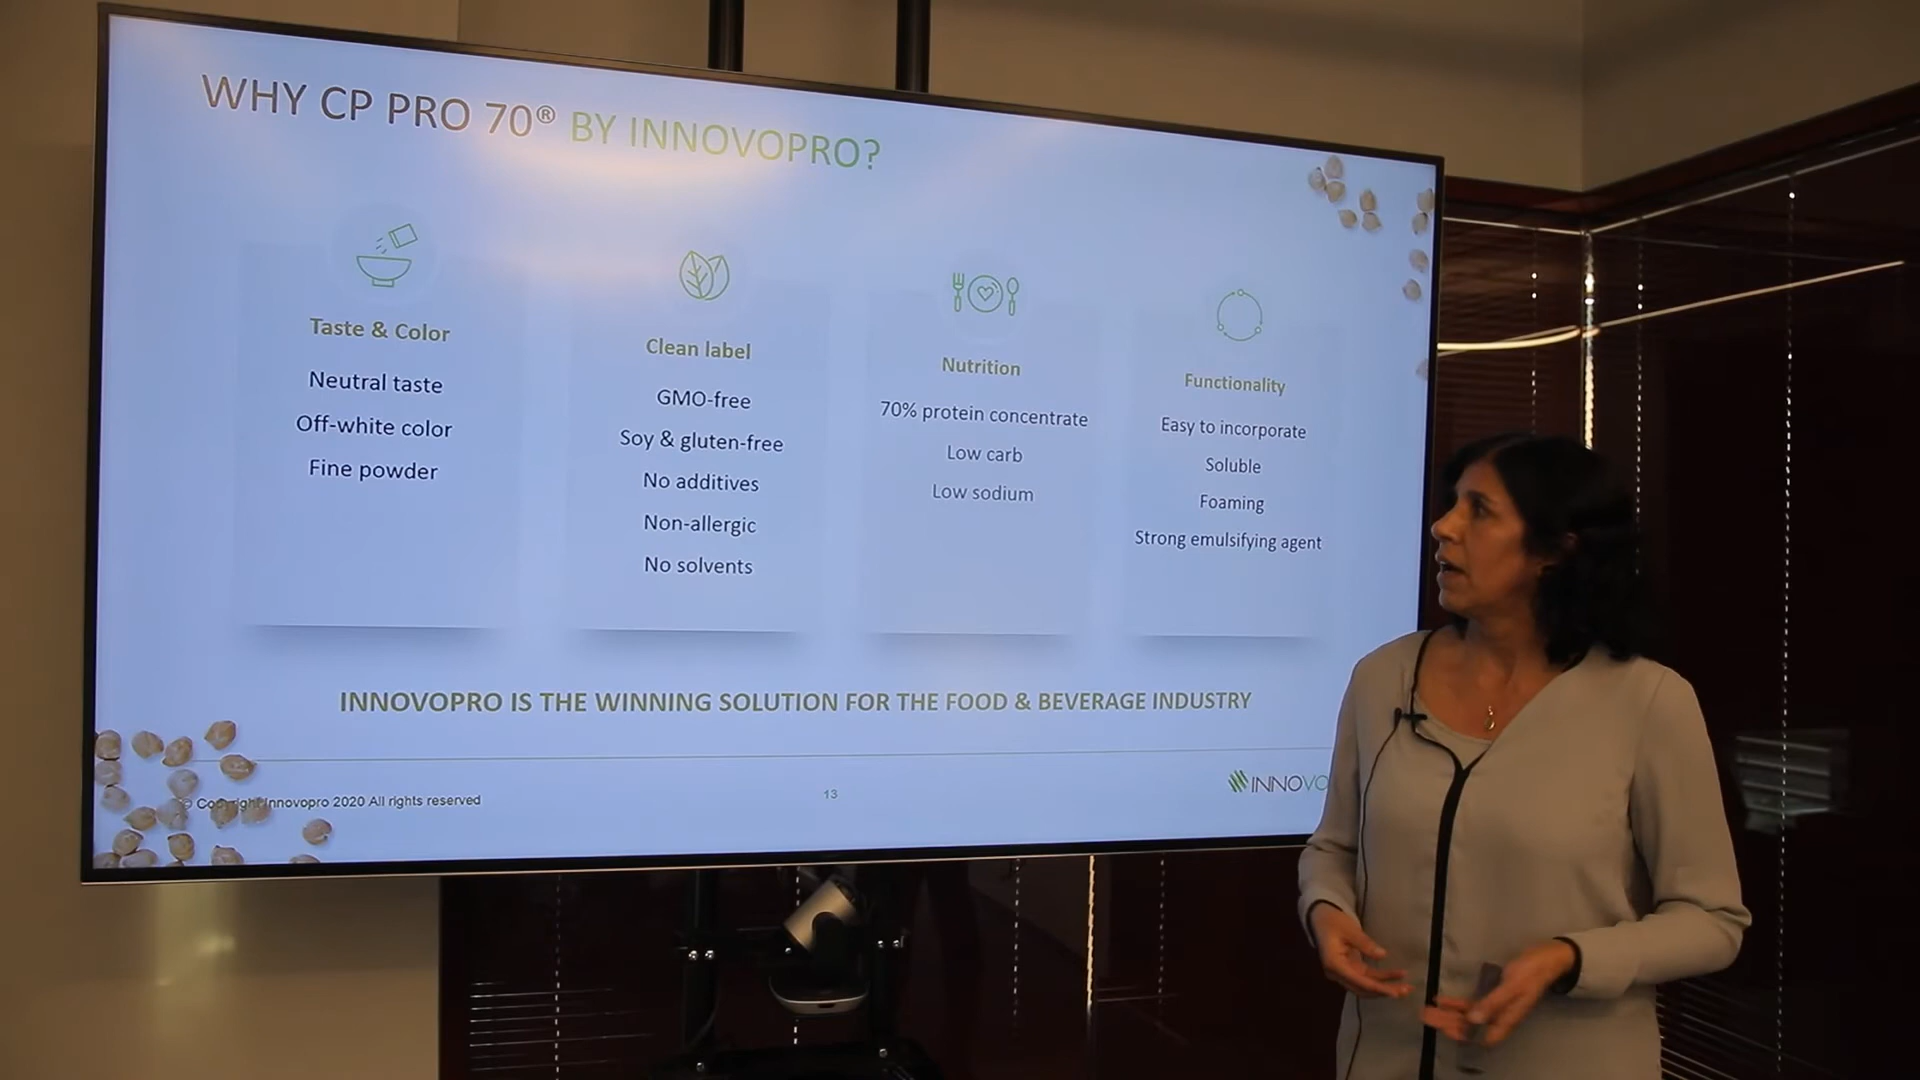 WHY CP PRO 70® BY INNOVOPRO?
Taste & Color
Neutral taste
Off-white color
Fine powder
Clean label
GMO-free
Soy & gluten-free
No additives
Non-allergic
No solvents
Nutrition
70% protein concentrate
Low carb
Low sodium
Functionality
Easy to incorporate
Soluble
Foaming
Strong emulsifying agent
INNOVOPRO IS THE WINNING SOLUTION FOR THE FOOD & BEVERAGE INDUSTRY
© Copyright Innovopro 2020 All rights reserved
13
INNOVO